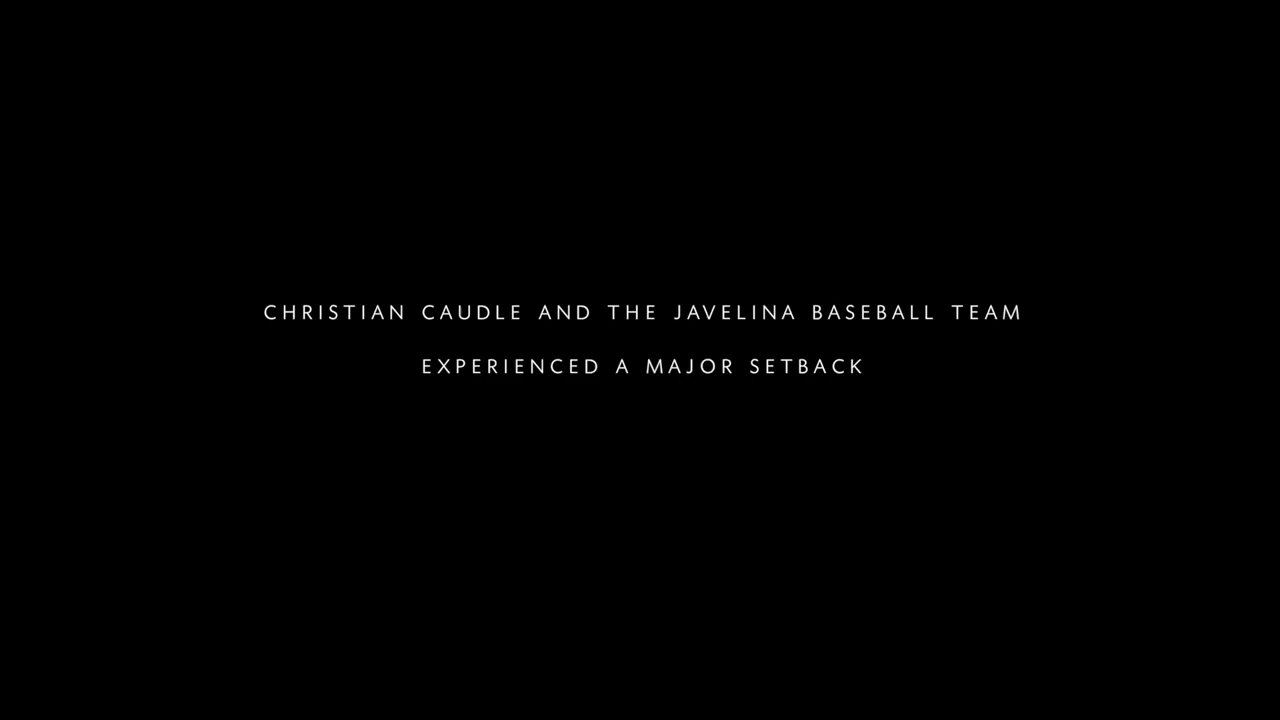 CHRISTIAN CAUDLE AND THE JAVELINA BASEBALL TEAM
EXPERIENCED A MAJOR SETBACK